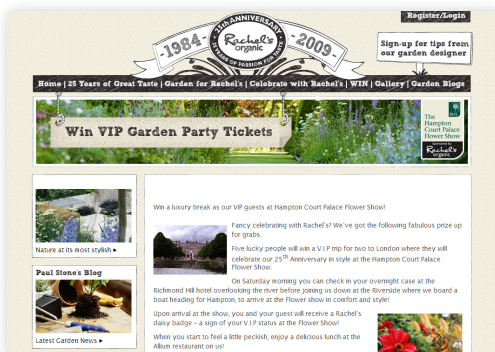 Register/Login
25th ANNIVERSARY
1984
Rachel's
organic
2009
25 YEARS OF PASSION FOR TASTE
Sign-up for tips from
our garden designer
Home | 25 Years of Great Taste | Garden for Rachel's | Celebrate with Rachel's | WIN | Gallery | Garden Blogs
Win VIP Garden Party Tickets
The
Hampton
Court Palace
Flower Show
sponsored by
Rachel's
organic
Win a luxury break as our VIP guests at Hampton Court Palace Flower Show!
Fancy celebrating with Rachel's? We've got the following fabulous prize up
for grabs.
Five lucky people will win a V.I.P trip for two to London where they will
celebrate our 25th Anniversary in style at the Hampton Court Palace
Flower Show.
On Saturday morning you can check in your overnight case at the
Richmond Hill hotel overlooking the river before joining us down at the Riverside where we board a
boat heading for Hampton, to arrive at the Flower show in comfort and style!
Upon arrival at the show, you and your guest will receive a Rachel's
daisy badge – a sign of your V.I.P status at the Flower Show!
When you start to feel a little peckish, enjoy a delicious lunch at the
Allium restaurant on us!
Nature at its most stylish
Paul Stone's Blog
Latest Garden News